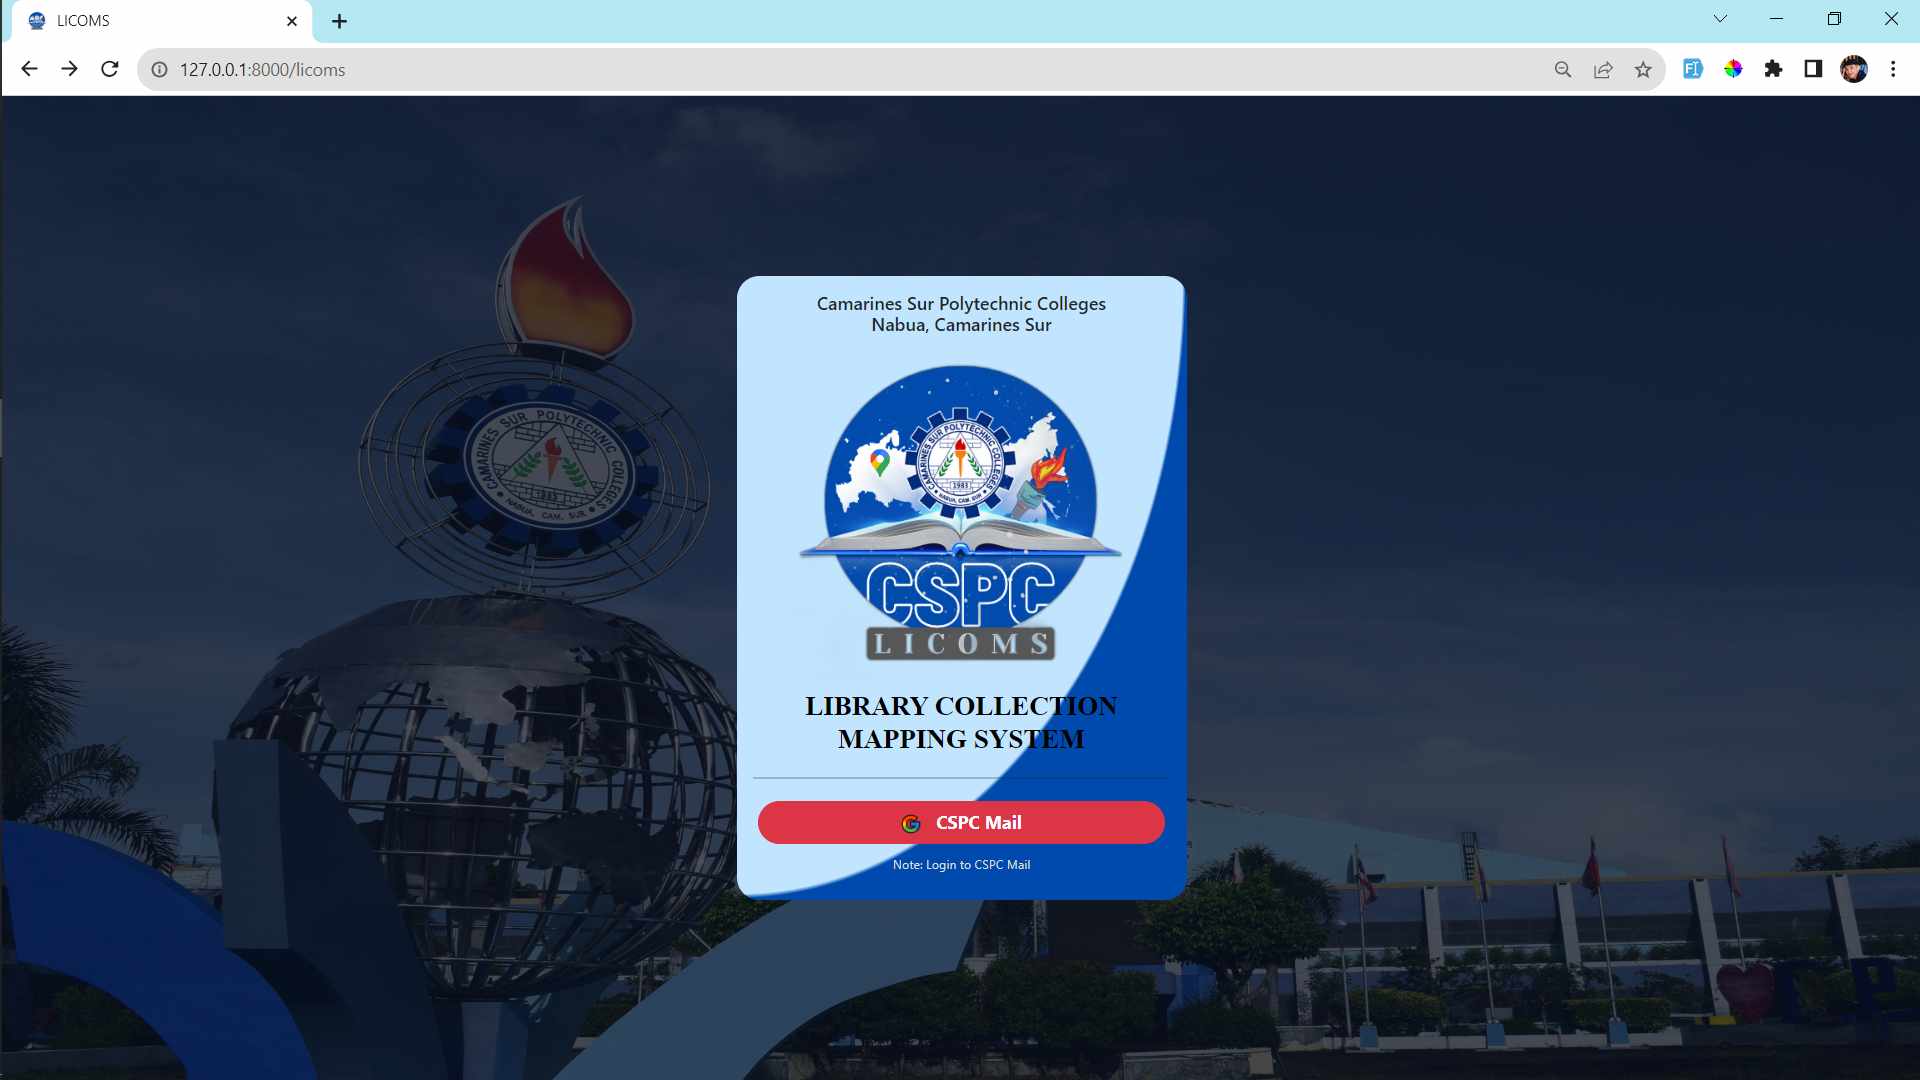 LICOMS
127.0.0.1:8000/licoms
Camarines Sur Polytechnic Colleges
Nabua, Camarines Sur
CAMARINES SUR POLYTECHNIC COLLEGES
1983
NABUA, CAM. SUR
CAMARINES SUR POLYTECHNIC COLLEGES
1983
NABUA, CAM. SUR
CSPC
LICOMS
LIBRARY COLLECTION
MAPPING SYSTEM
CSPC Mail
Note: Login to CSPC Mail